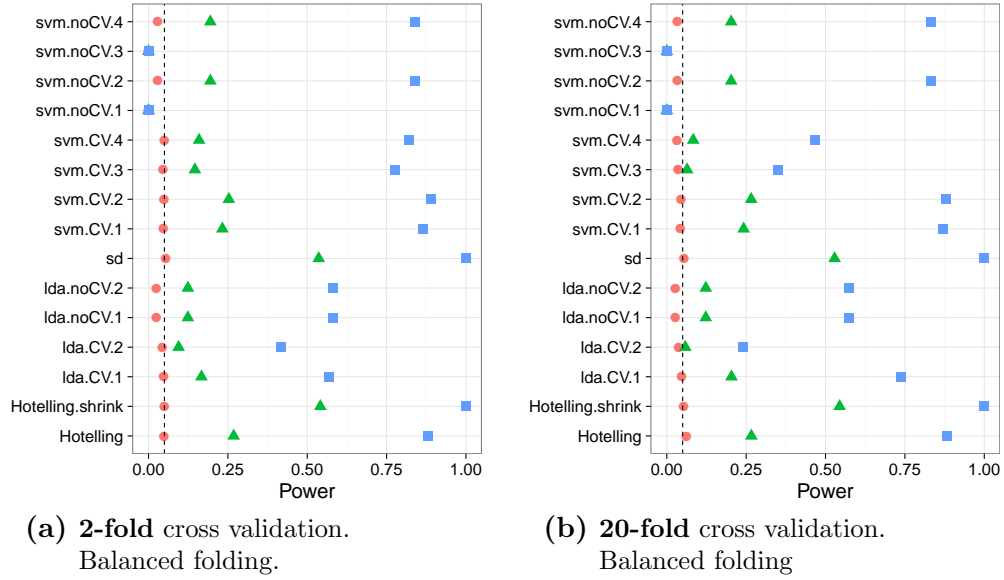 svm.noCV.4
svm.noCV.3
svm.noCV.2
svm.noCV.1
svm.CV.4
svm.CV.3
svm.CV.2
svm.CV.1
sd
lda.noCV.2
lda.noCV.1
lda.CV.2
lda.CV.1
Hotelling.shrink
Hotelling
0.00 0.25 0.50 0.75 1.00
Power
(a) 2-fold cross validation.
Balanced folding.
svm.noCV.4
svm.noCV.3
svm.noCV.2
svm.noCV.1
svm.CV.4
svm.CV.3
svm.CV.2
svm.CV.1
sd
lda.noCV.2
lda.noCV.1
lda.CV.2
lda.CV.1
Hotelling.shrink
Hotelling
0.00 0.25 0.50 0.75 1.00
Power
(b) 20-fold cross validation.
Balanced folding